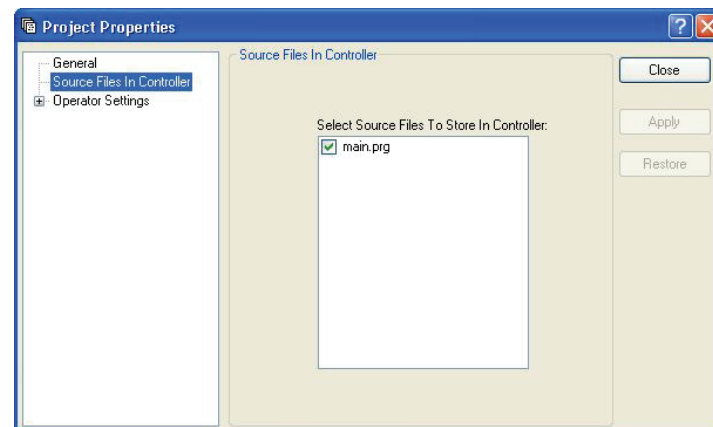 Project Properties
General
Source Files In Controller
Operator Settings
Source Files In Controller
Select Source Files To Store In Controller:
main.prg
Close
Apply
Restore